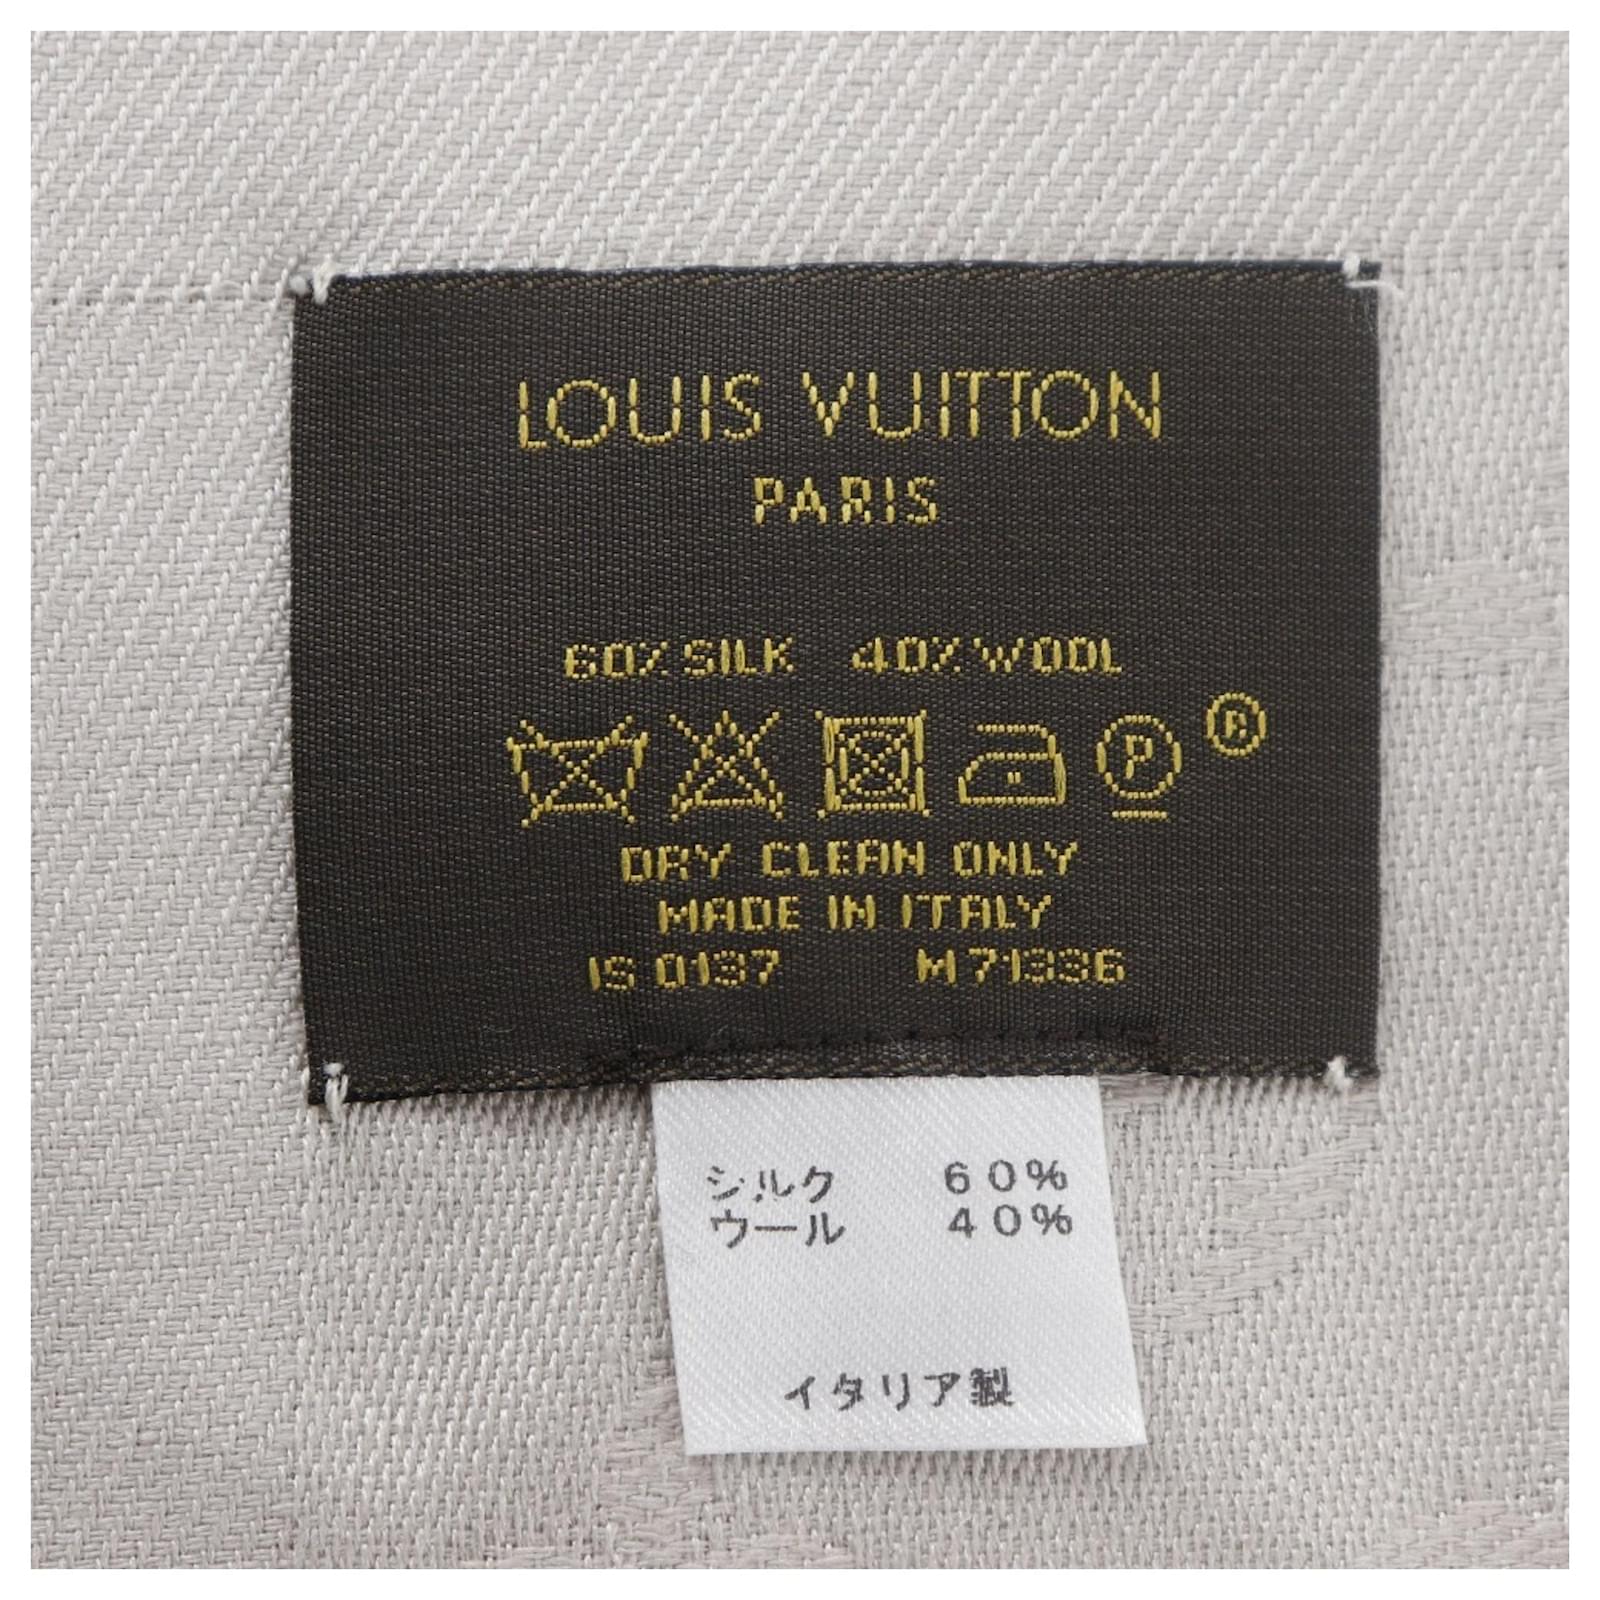 LOUIS VUITTON
PARIS
60% SILK 40% WOOL
P ®
DRY CLEAN ONLY
MADE IN ITALY
IS 0137 M71336
シルク 60%
ウール 40%
イタリア製